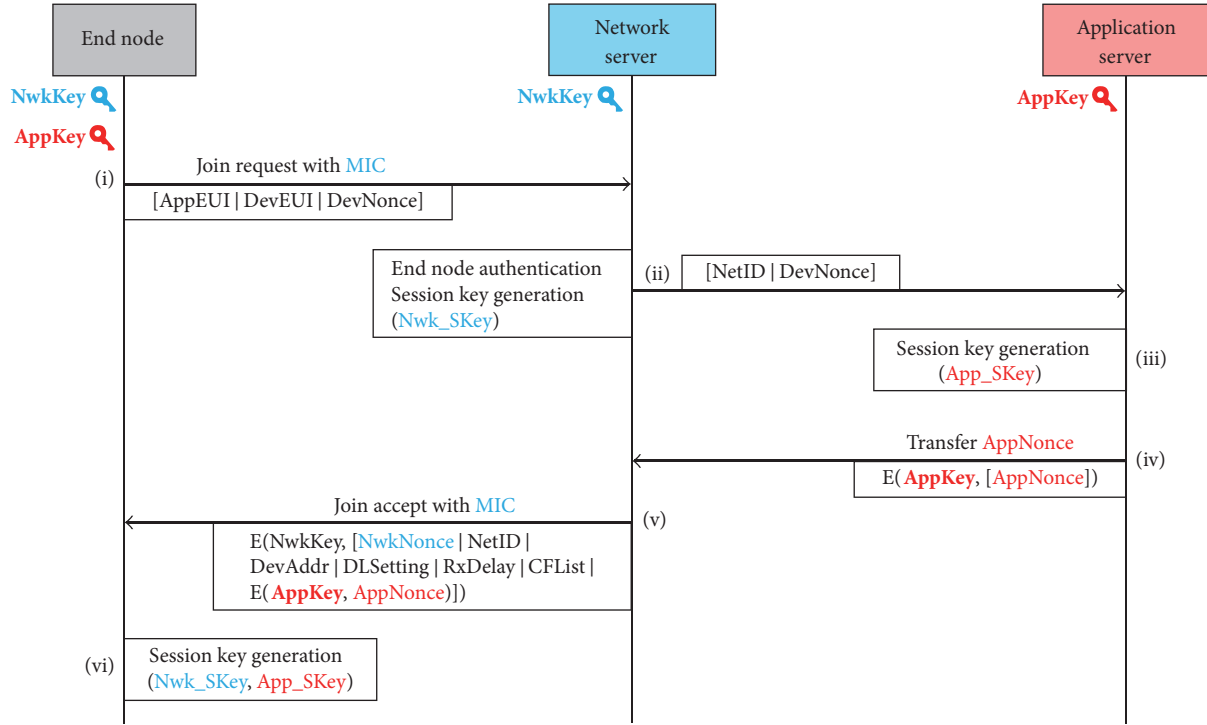 End node
Network
server
Application
server
NwkKey
NwkKey
AppKey
AppKey
Join request with MIC
(i)
[AppEUI | DevEUI | DevNonce]
End node authentication
Session key generation
(Nwk_SKey)
(ii)
[NetID | DevNonce]
Session key generation
(App_SKey)
(iii)
Transfer AppNonce
(iv)
E(AppKey, [AppNonce])
Join accept with MIC
(v)
E(NwkKey, [NwkNonce | NetID |
DevAddr | DLSetting | RxDelay | CFList |
E(AppKey, AppNonce)])
(vi)
Session key generation
(Nwk_SKey, App_SKey)